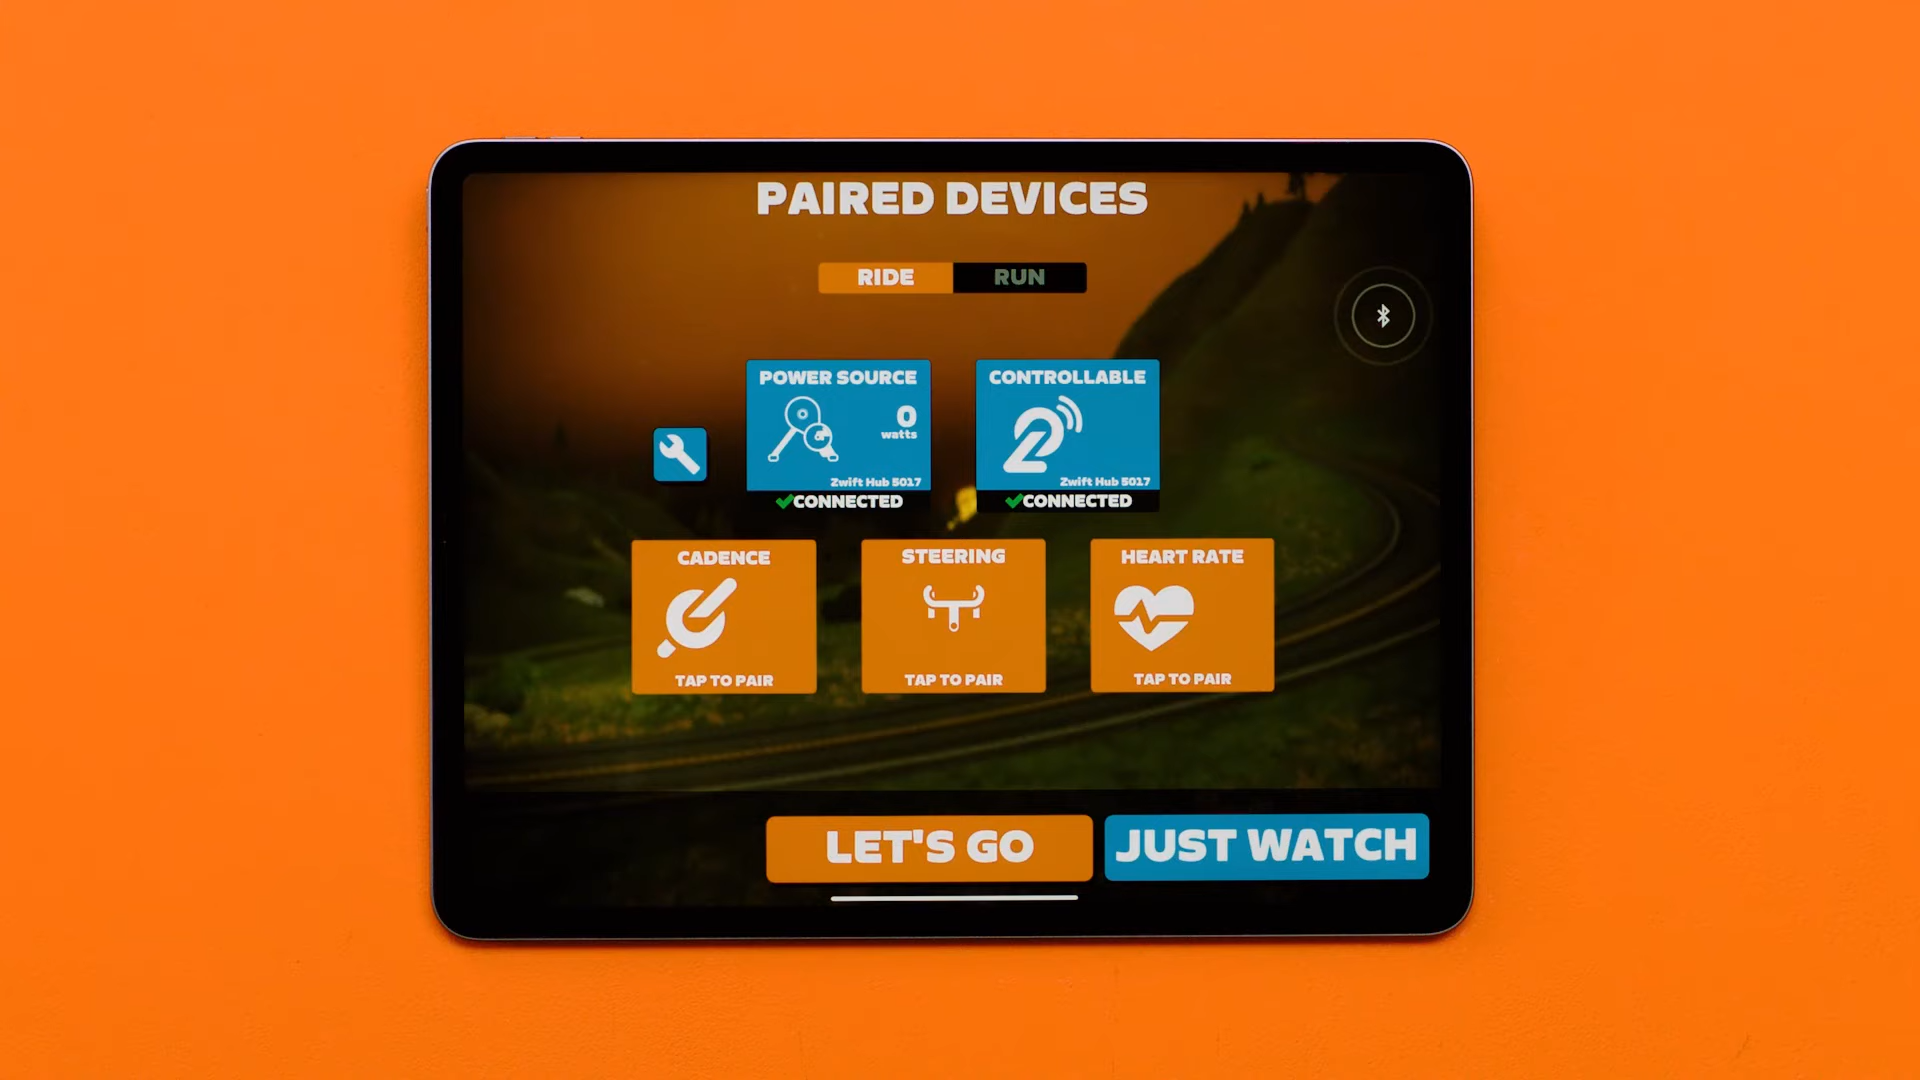 PAIRED DEVICES
RIDE RUN
POWER SOURCE
0
watts
Zwift Hub 5017
CONNECTED
CONTROLLABLE
Zwift Hub 5017
CONNECTED
CADENCE
TAP TO PAIR
STEERING
TAP TO PAIR
HEART RATE
TAP TO PAIR
LET'S GO
JUST WATCH